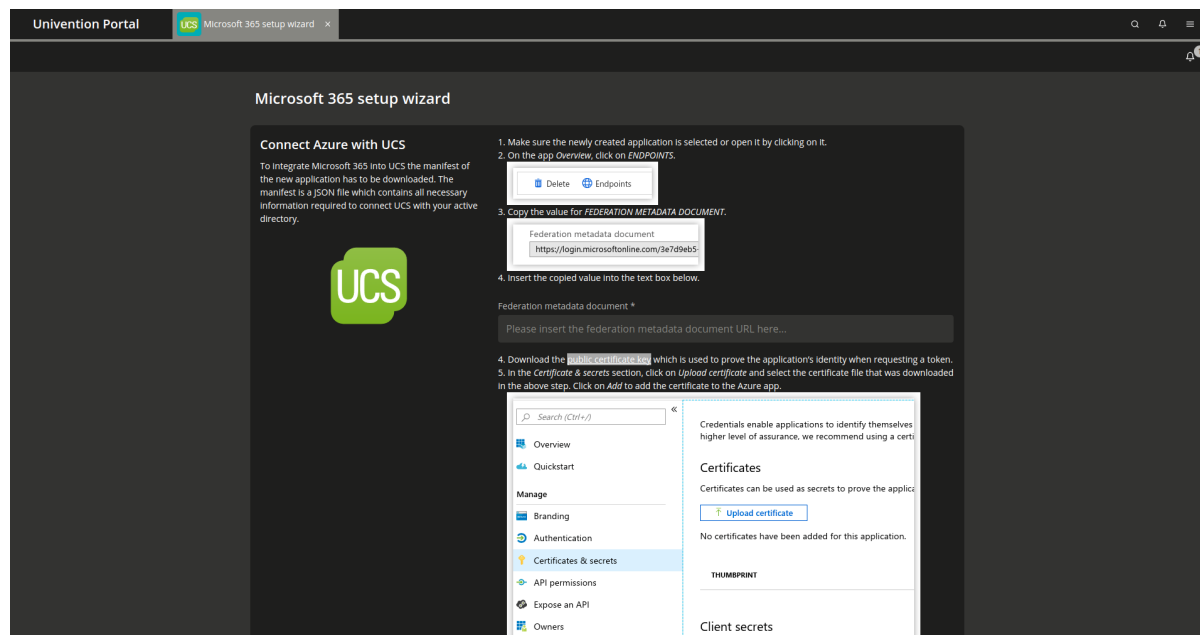 Univention Portal
UCS
Microsoft 365 setup wizard ×
Microsoft 365 setup wizard
Connect Azure with UCS
To integrate Microsoft 365 into UCS the manifest of
the new application has to be downloaded. The
manifest is a JSON file which contains all necessary
information required to connect UCS with your active
directory.
UCS
1. Make sure the newly created application is selected or open it by clicking on it.
2. On the app Overview, click on ENDPOINTS.
Delete Endpoints
3. Copy the value for FEDERATION METADATA DOCUMENT.
Federation metadata document
https://login.microsoftonline.com/3e7d9eb5-
4. Insert the copied value into the text box below.
Federation metadata document *
Please insert the federation metadata document URL here...
4. Download the public certificate key which is used to prove the application's identity when requesting a token.
5. In the Certificate & secrets section, click on Upload certificate and select the certificate file that was downloaded
in the above step. Click on Add to add the certificate to the Azure app.
Search (Ctrl+/)
«
Overview
Quickstart
Manage
Branding
Authentication
Certificates & secrets
API permissions
Expose an API
Owners
Credentials enable applications to identify themselves
higher level of assurance, we recommend using a certi
Certificates
Certificates can be used as secrets to prove the applica
Upload certificate
No certificates have been added for this application.
THUMBPRINT
Client secrets